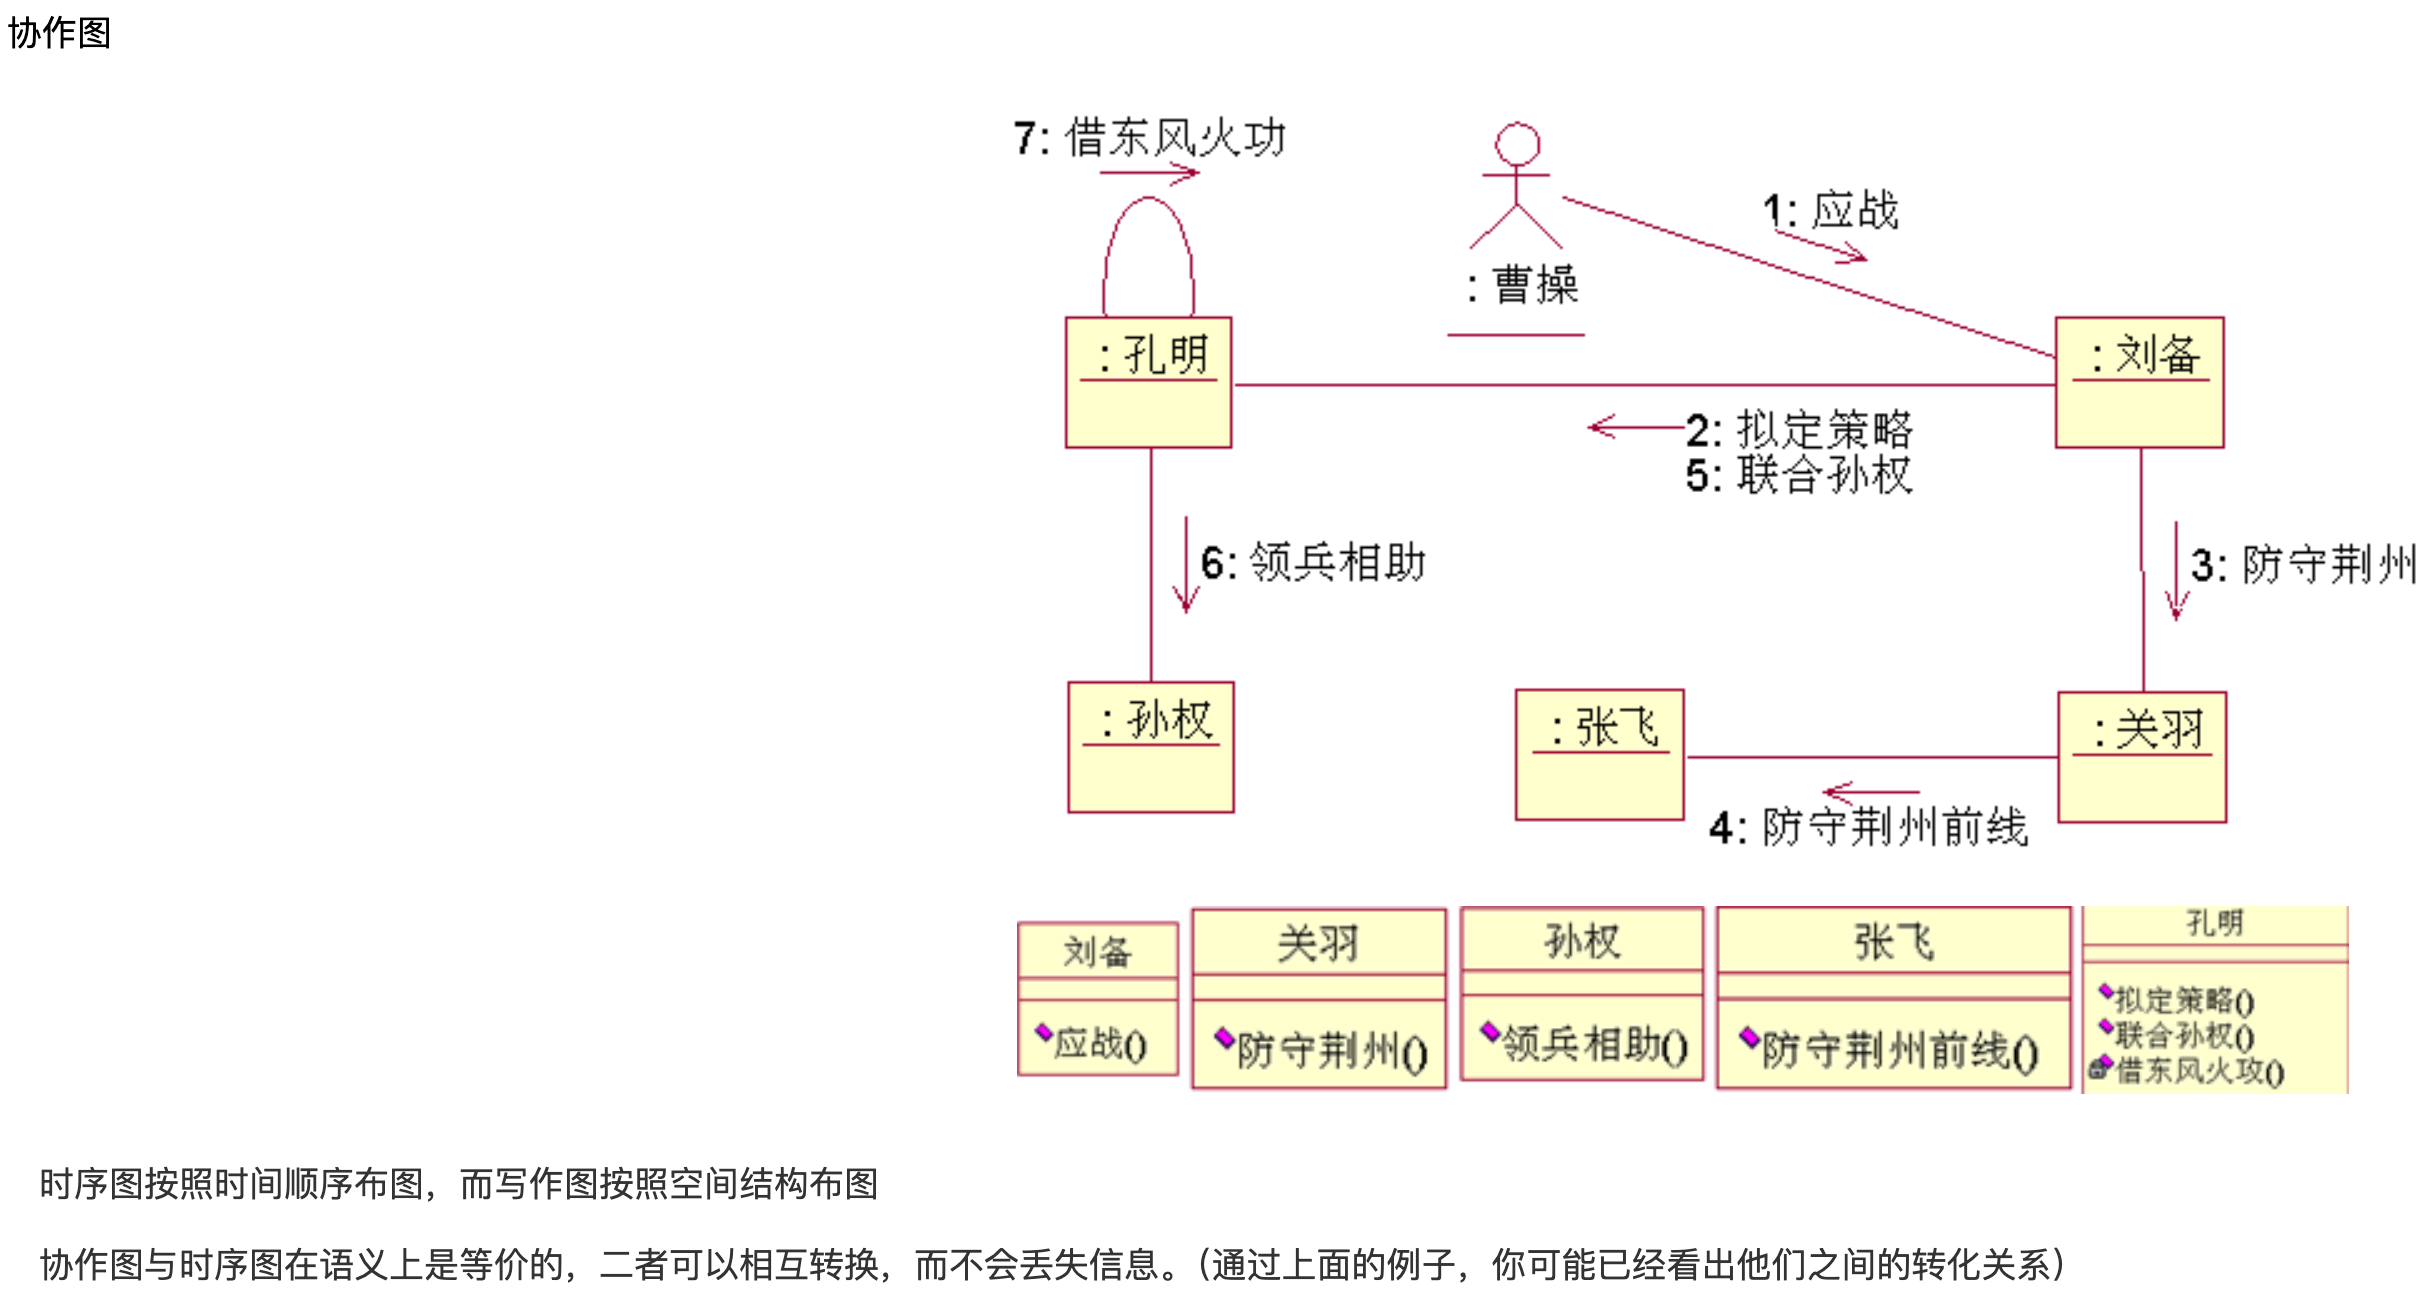 协作图
7: 借东风火功
1: 应战
: 曹操
: 孔明
: 刘备
2: 拟定策略
5: 联合孙权
6: 领兵相助
3: 防守荆州
: 孙权
: 张飞
: 关羽
4: 防守荆州前线
刘备
应战()
关羽
防守荆州()
孙权
领兵相助()
张飞
防守荆州前线()
孔明
拟定策略()
联合孙权()
借东风火攻()
时序图按照时间顺序布图，而写作图按照空间结构布图
协作图与时序图在语义上是等价的，二者可以相互转换，而不会丢失信息。（通过上面的例子，你可能已经看出他们之间的转化关系）